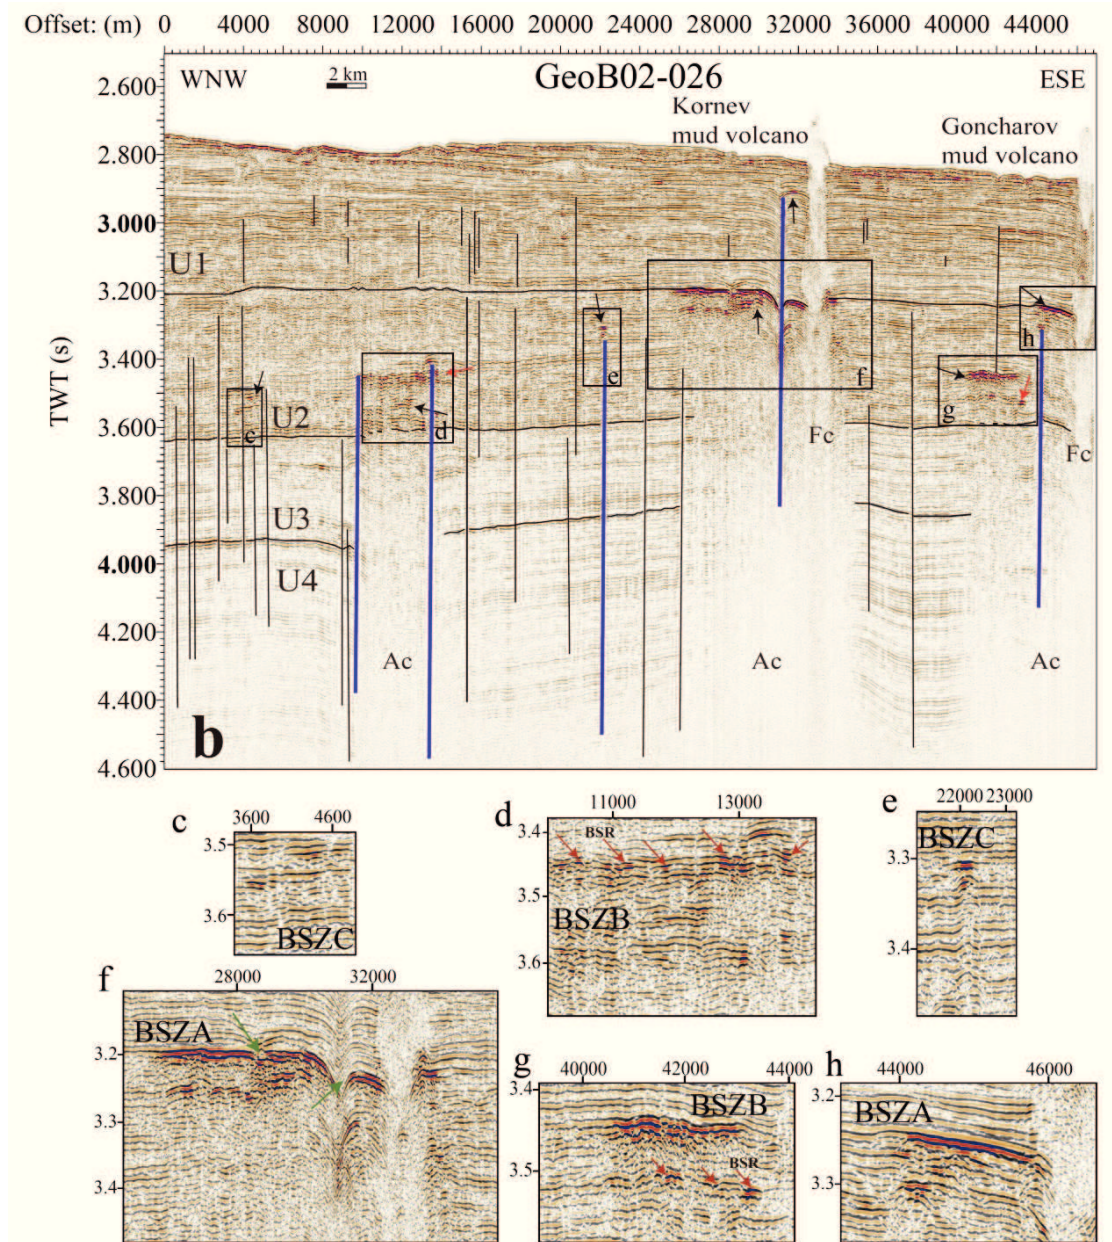 Offset: (m) 0 4000 8000 12000 16000 20000 24000 28000 32000 36000 40000 44000
WNW 2 km GeoB02-026 ESE
Kornev
mud volcano
Goncharov
mud volcano
TWT (s)
2.600
2.800
3.000
3.200
3.400
3.600
3.800
4.000
4.200
4.400
4.600
U1
U2
U3
U4
c
d
e
f
g
h
Fc
Fc
Ac
Ac
Ac
b
c
3600 4600
3.5
3.6
BSZC
d
11000 13000
3.4
3.5
3.6
BSR
BSZB
e
22000 23000
BSZC
3.3
3.4
f
28000 32000
BSZA
3.2
3.3
3.4
g
40000 42000 44000
3.4
3.5
BSZB
BSR
h
44000 46000
3.2
3.3
BSZA